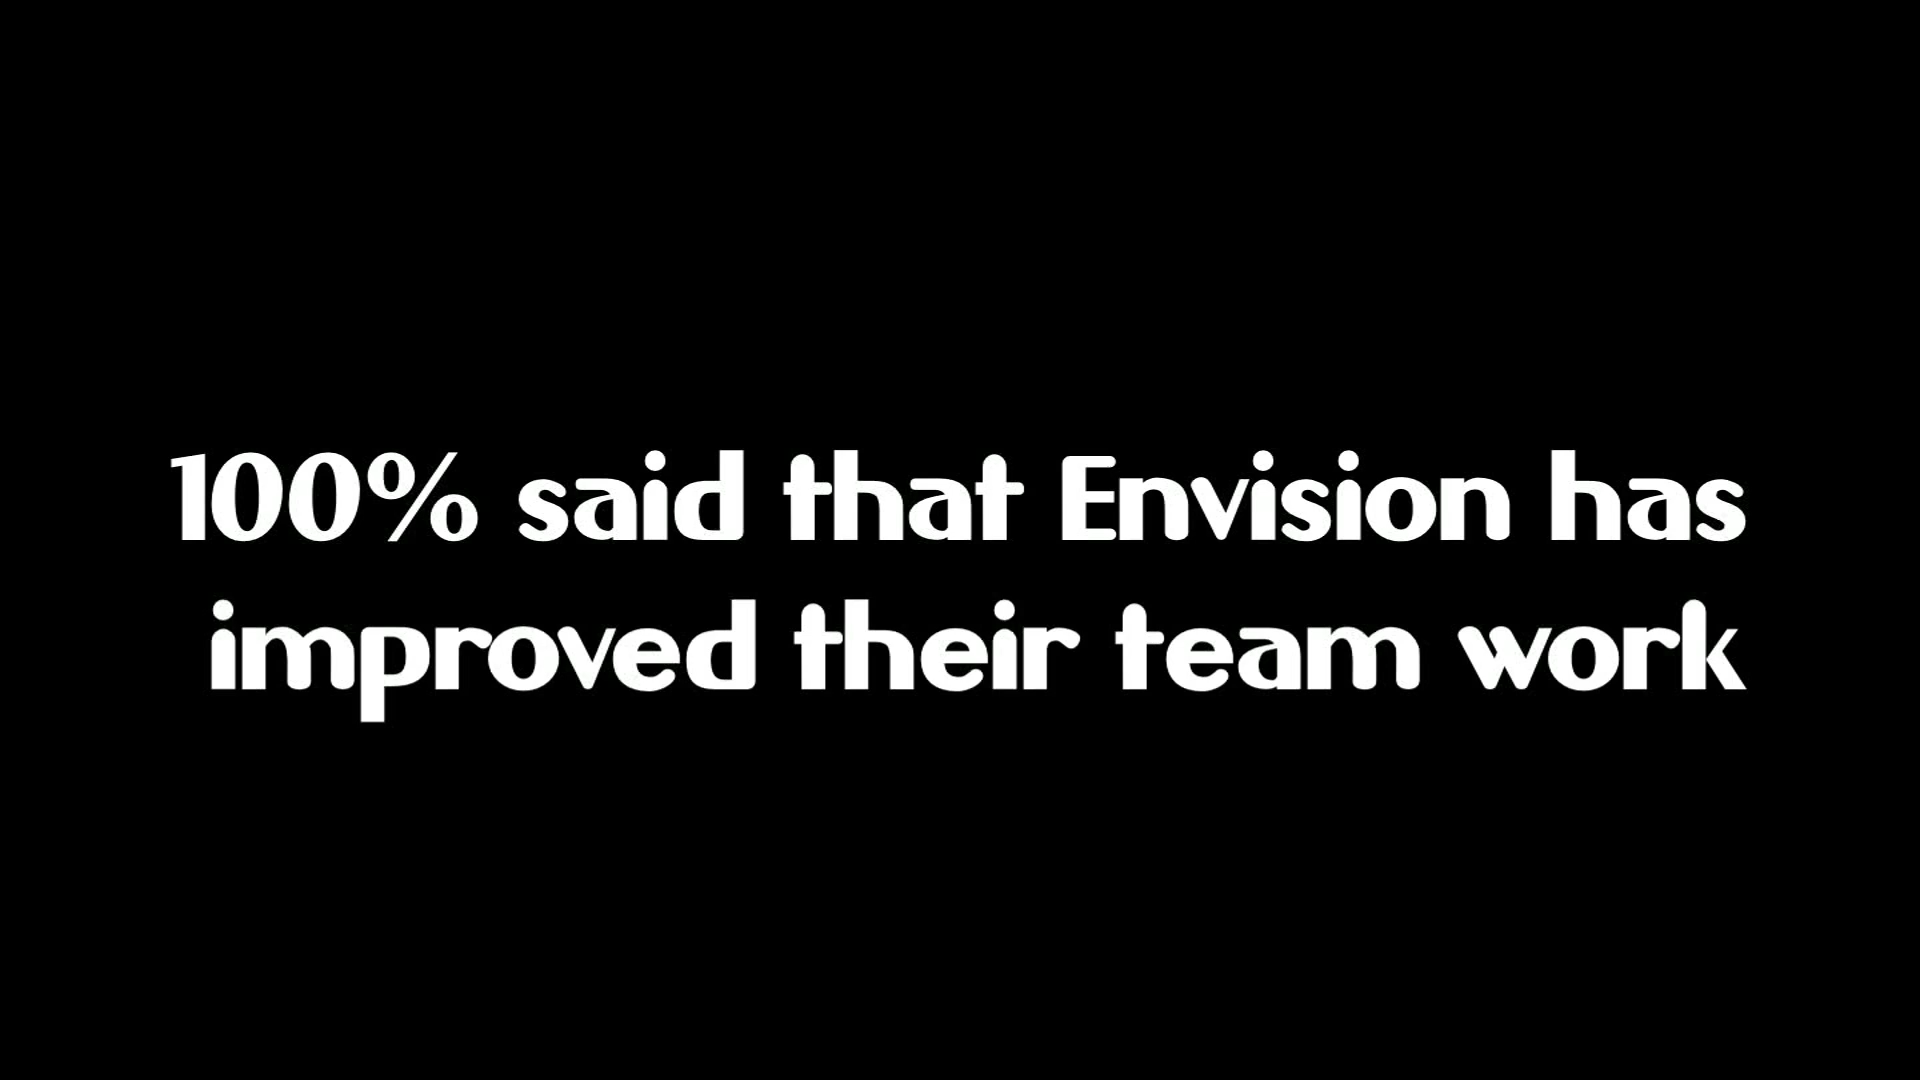 100% said that Envision has
improved their team work